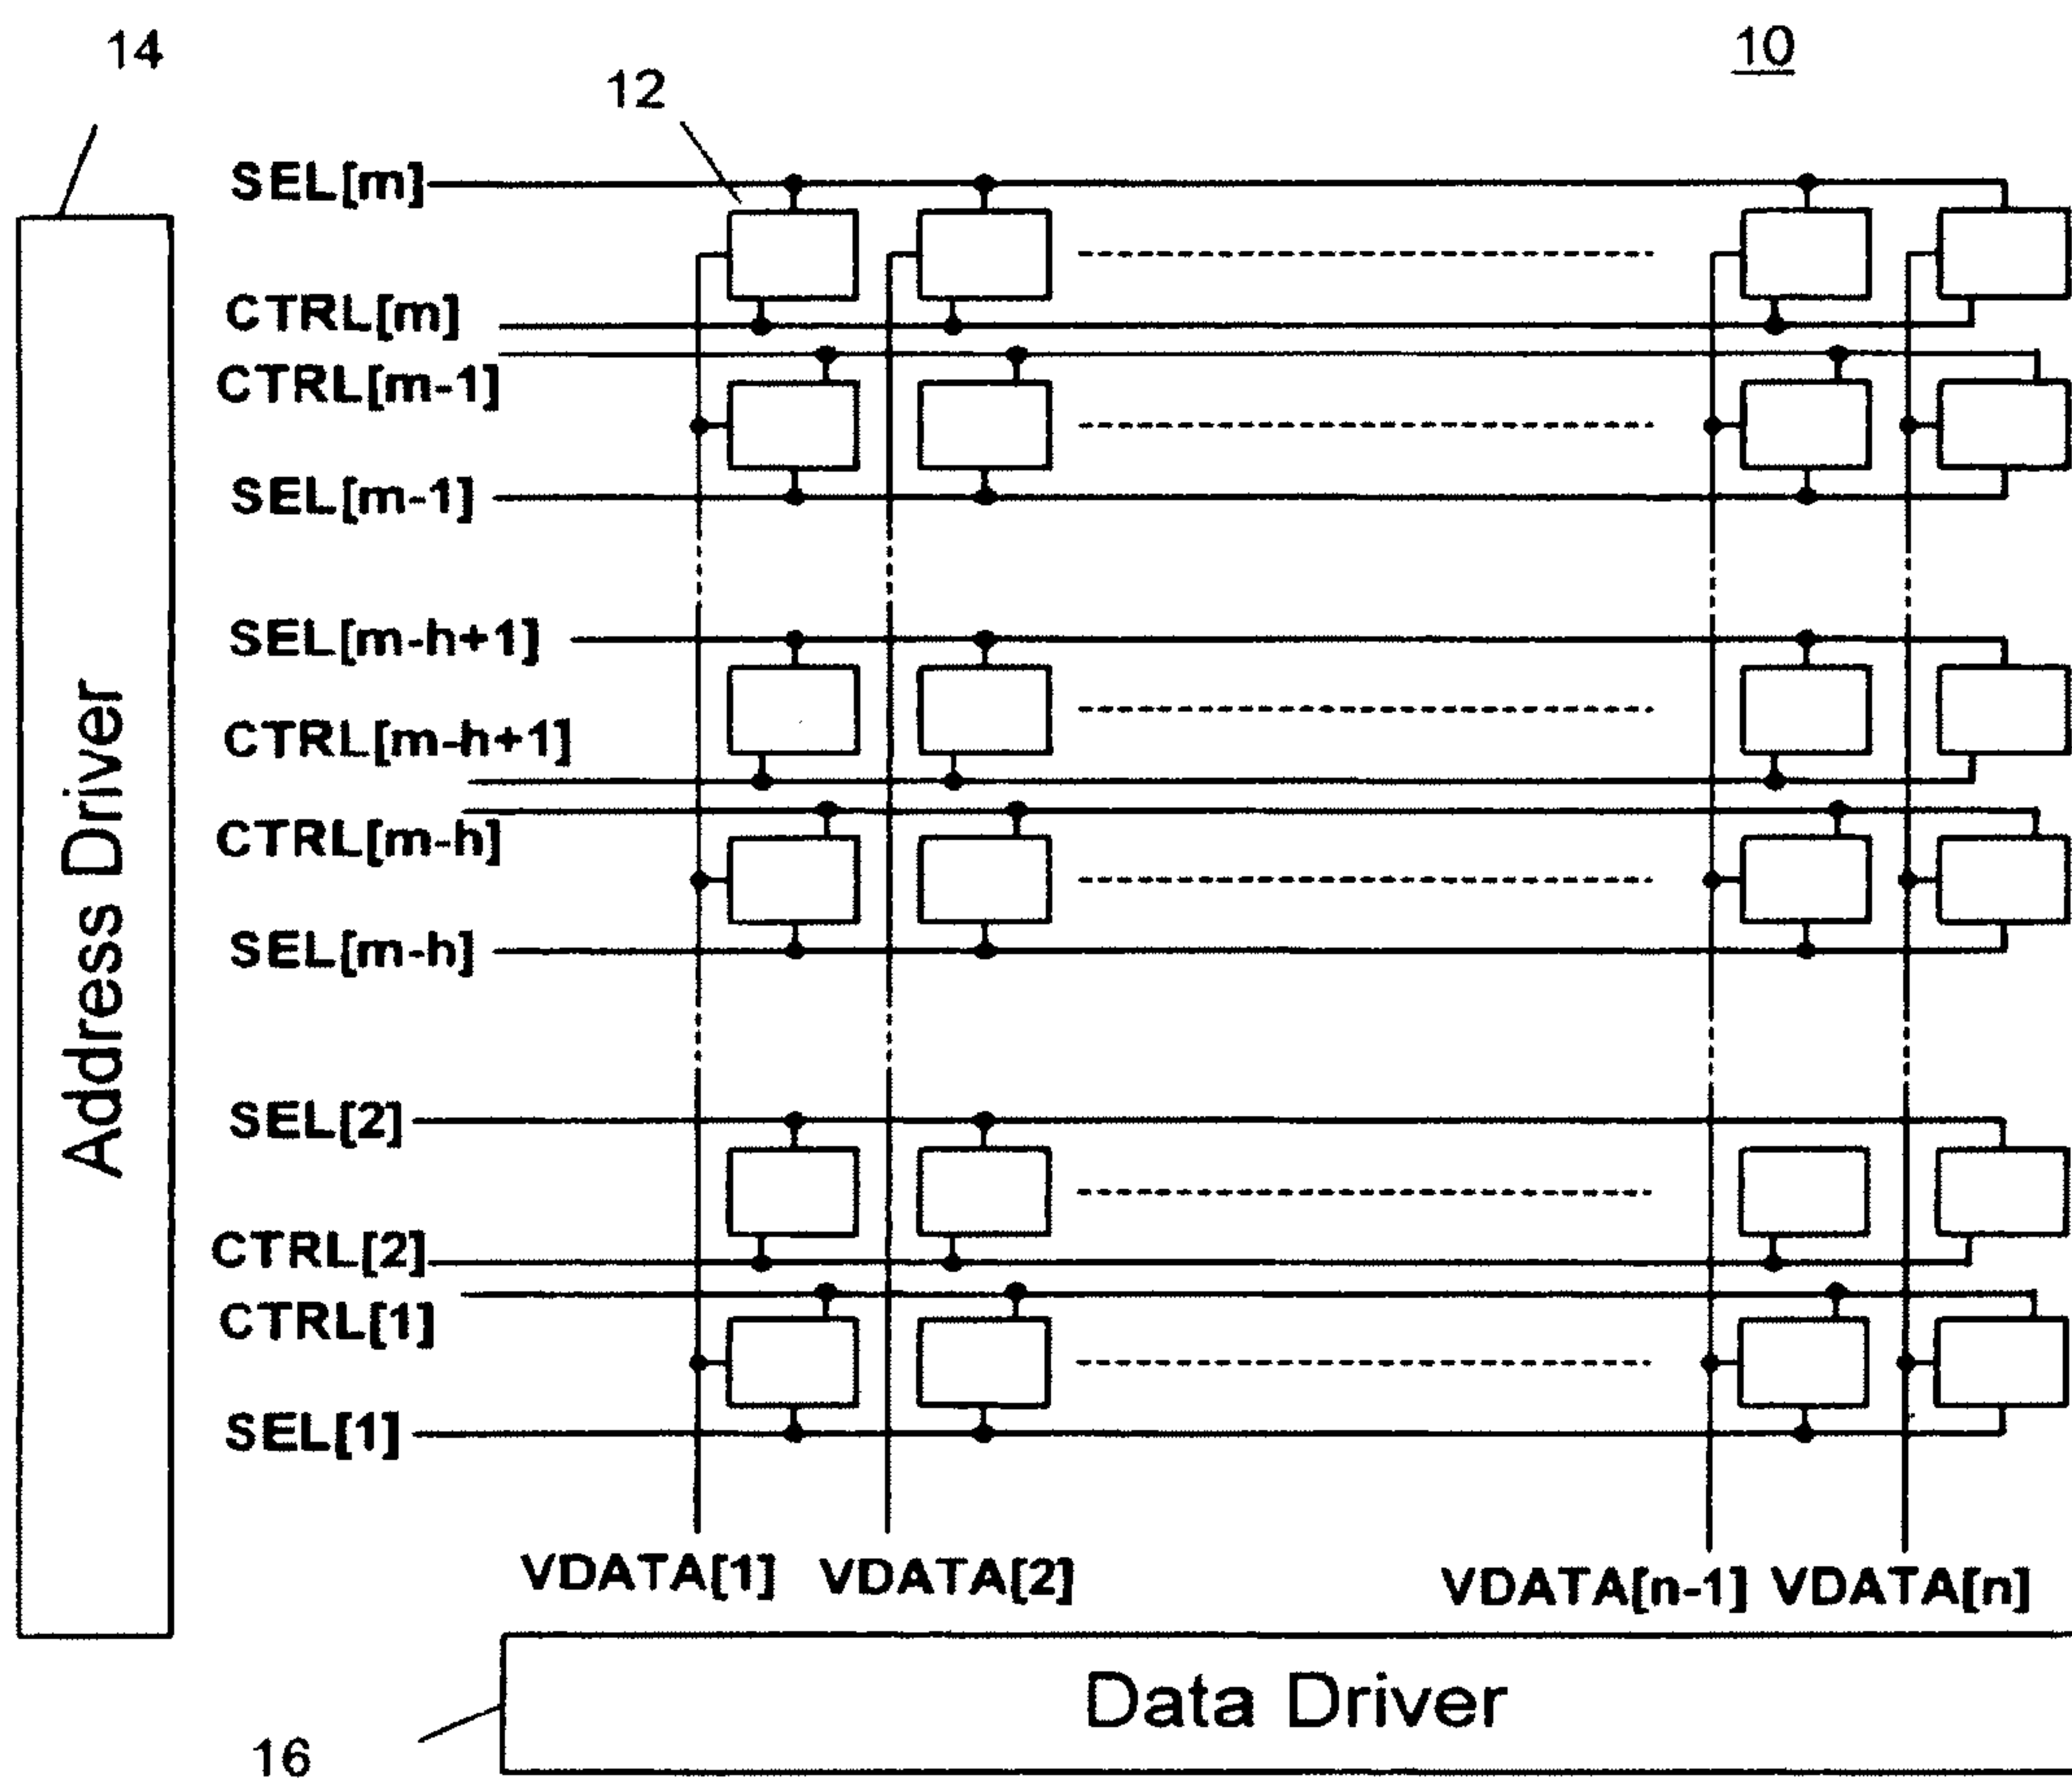 14
10
12
SEL[m]
CTRL[m]
CTRL[m-1]
SEL[m-1]
SEL[m-h+1]
CTRL[m-h+1]
CTRL[m-h]
SEL[m-h]
SEL[2]
CTRL[2]
CTRL[1]
SEL[1]
Address Driver
VDATA[1] VDATA[2] VDATA[n-1] VDATA[n]
Data Driver
16